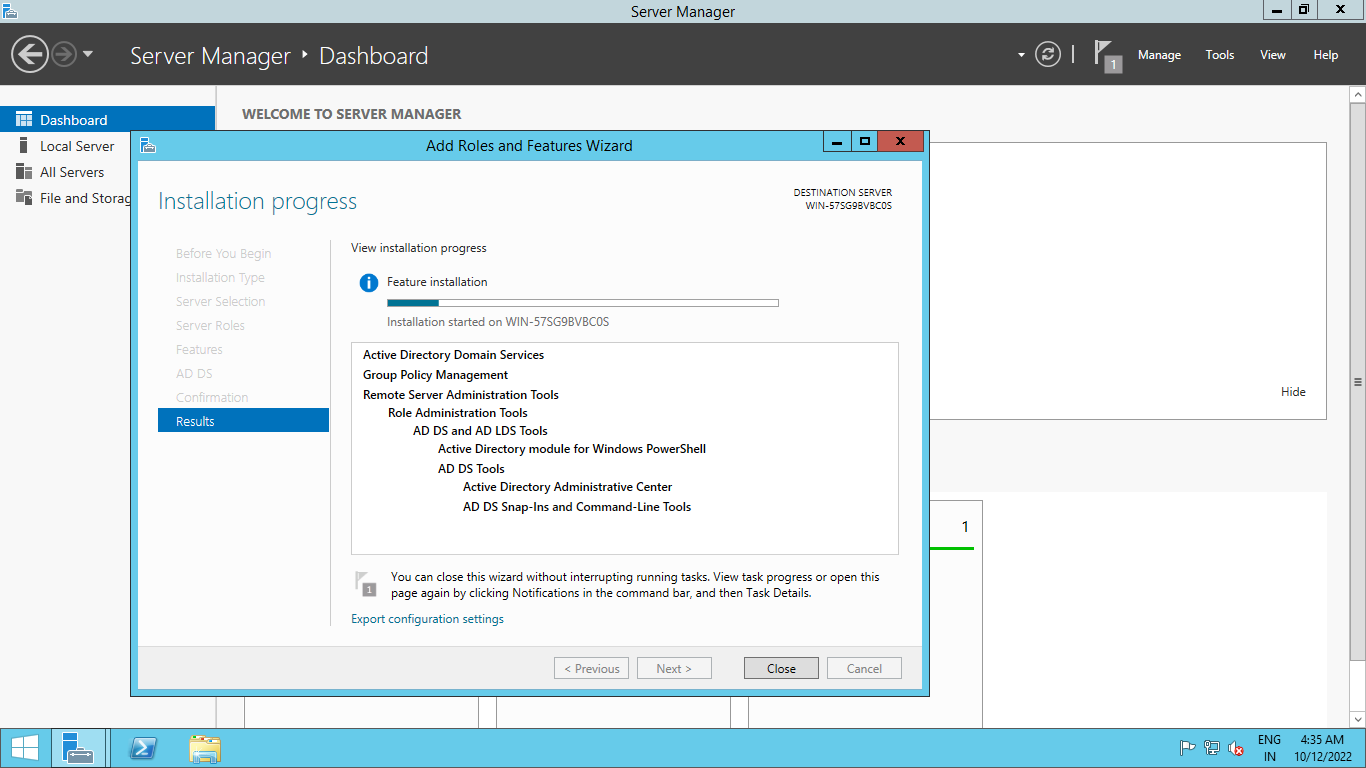 Server Manager
Server Manager ‣ Dashboard
1
Manage
Tools
View
Help
Dashboard
Local Server
All Servers
File and Storag
WELCOME TO SERVER MANAGER
Add Roles and Features Wizard
Installation progress
DESTINATION SERVER
WIN-57SG9BVBC0S
Before You Begin
Installation Type
Server Selection
Server Roles
Features
AD DS
Confirmation
Results
View installation progress
Feature installation
Installation started on WIN-57SG9BVBC0S
Active Directory Domain Services
Group Policy Management
Remote Server Administration Tools
Role Administration Tools
AD DS and AD LDS Tools
Active Directory module for Windows PowerShell
AD DS Tools
Active Directory Administrative Center
AD DS Snap-Ins and Command-Line Tools
1
You can close this wizard without interrupting running tasks. View task progress or open this
page again by clicking Notifications in the command bar, and then Task Details.
Export configuration settings
< Previous
Next >
Close
Cancel
Hide
1
ENG
IN
4:35 AM
10/12/2022